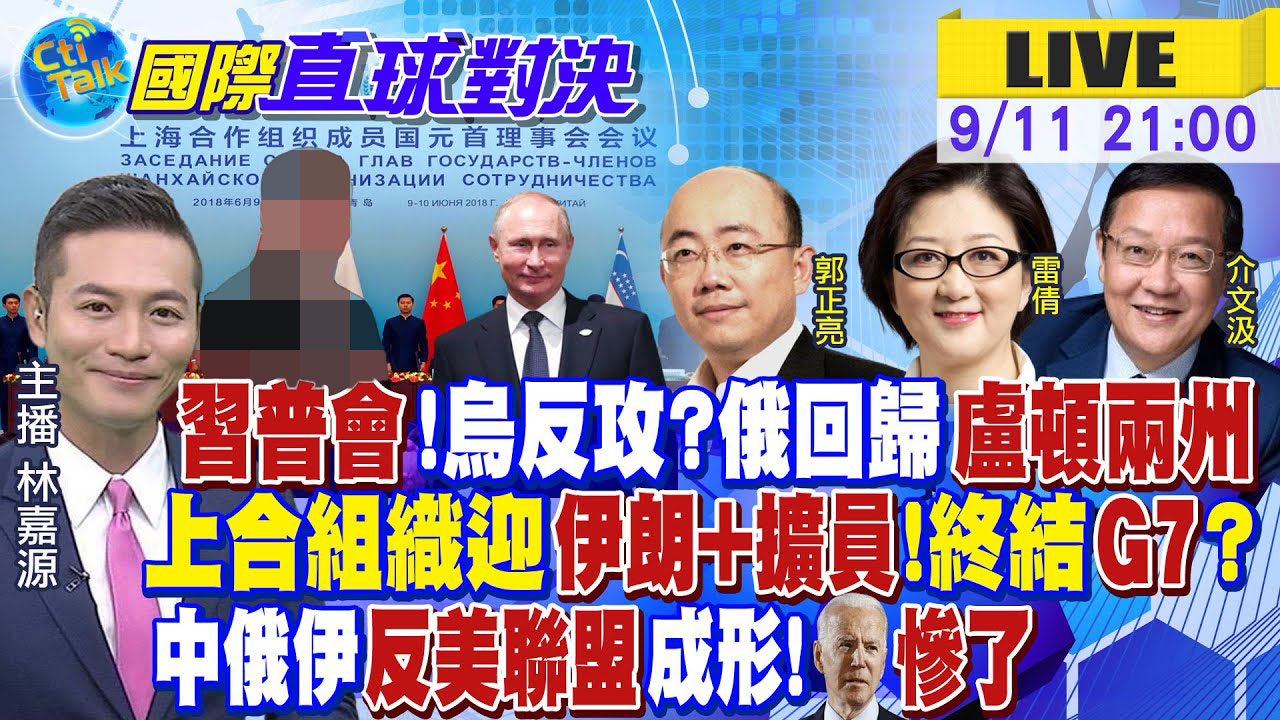 Cti Talk
國際直球對決
LIVE
9/11 21:00
上海合作组织成员国元首理事会会议
ЗАСЕДАНИЕ ГЛАВ ГОСУДАРСТВ-ЧЛЕНОВ
СОТРУДНИЧЕСТВА
2018年6月9
岛 9-10 ИЮНЯ 2018 Г.
主播 林嘉源
郭正亮
雷倩
介文汲
習普會!烏反攻?俄回歸盧頓兩州
上合組織迎伊朗+擴員!終結G7?
中俄伊反美聯盟成形! 慘了